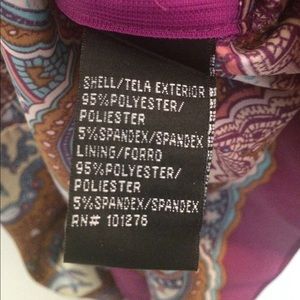 SHELL/TELA EXTERIOR
95%POLYESTER/
POLIESTER
5%SPANDEX/SPANDEX
LINING/FORRO
95%POLYESTER/
POLIESTER
5%SPANDEX/SPANDEX
RN# 101276